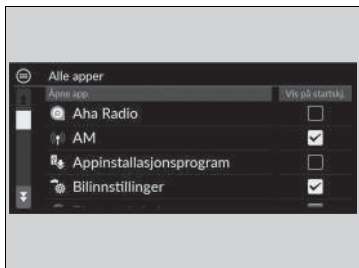 Alle apper
Åpne app. Vis på startskj.
Aha Radio
AM
Appinstallasjonsprogram
Bilinnstillinger